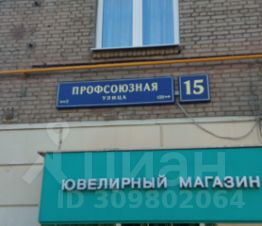 ПРОФСОЮЗНАЯ
УЛИЦА
15
ЮВЕЛИРНЫЙ МАГАЗИН
ЦИАН
ID 309802064